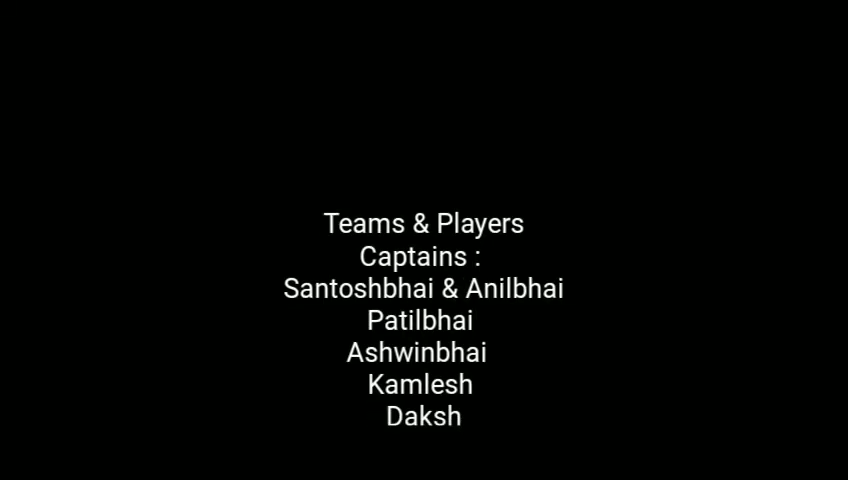 Teams & Players
Captains :
Santoshbhai & Anilbhai
Patilbhai
Ashwinbhai
Kamlesh
Daksh